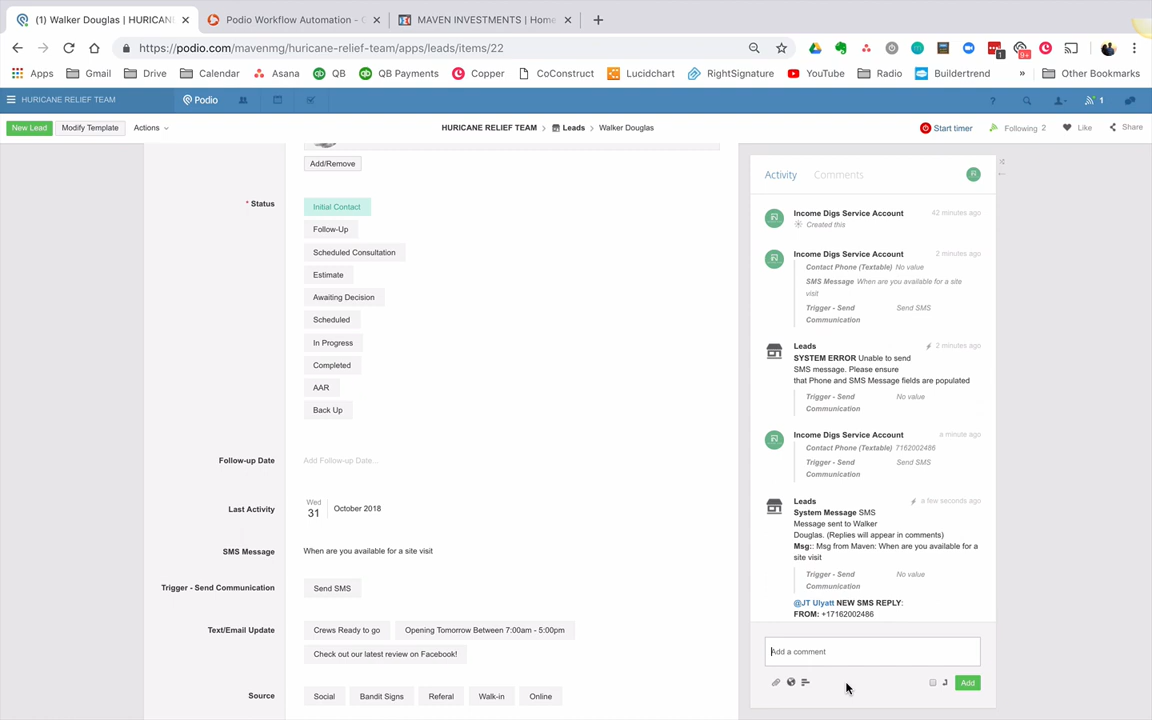 (1) Walker Douglas | HURICAN
Podio Workflow Automation - G
MAVEN INVESTMENTS | Home
https://podio.com/mavenmg/huricane-relief-team/apps/leads/items/22
Apps Gmail Drive Calendar Asana QB QB Payments Copper CoConstruct Lucidchart RightSignature YouTube Radio Buildertrend » Other Bookmarks
HURICANE RELIEF TEAM Podio ? 1
New Lead Modify Template Actions HURICANE RELIEF TEAM Leads Walker Douglas Start timer Following 2 Like Share
Add/Remove
* Status
Initial Contact
Follow-Up
Scheduled Consultation
Estimate
Awaiting Decision
Scheduled
In Progress
Completed
AAR
Back Up
Follow-up Date Add Follow-up Date...
Last Activity Wed 31 October 2018
SMS Message When are you available for a site visit
Trigger - Send Communication Send SMS
Text/Email Update Crews Ready to go Opening Tomorrow Between 7:00am - 5:00pm
Check out our latest review on Facebook!
Source Social Bandit Signs Referal Walk-in Online
Activity Comments
Income Digs Service Account 42 minutes ago
Created this
Income Digs Service Account 2 minutes ago
Contact Phone (Textable) No value
SMS Message When are you available for a site
visit
Trigger - Send Send SMS
Communication
Leads 2 minutes ago
SYSTEM ERROR Unable to send
SMS message. Please ensure
that Phone and SMS Message fields are populated
Trigger - Send No value
Communication
Income Digs Service Account a minute ago
Contact Phone (Textable) 7162002486
Trigger - Send Send SMS
Communication
Leads a few seconds ago
System Message SMS
Message sent to Walker
Douglas. (Replies will appear in comments)
Msg:: Msg from Maven: When are you available for a
site visit
Trigger - Send No value
Communication
@JT Ulyatt NEW SMS REPLY:
FROM: +17162002486
Add a comment
Add